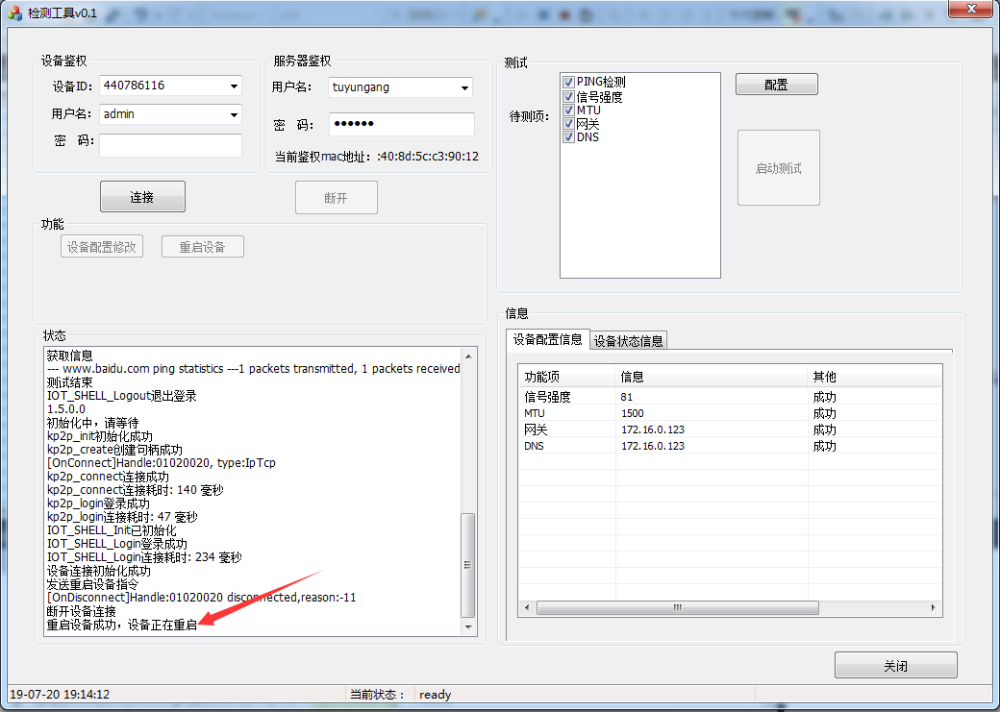 检测工具v0.1
设备鉴权
设备ID: 440786116
用户名: admin
密 码:
连接
服务器鉴权
用户名: tuyungang
密 码: ●●●●●●
当前鉴权mac地址: :40:8d:5c:c3:90:12
断开
功能
设备配置修改 重启设备
测试
待测项:
PING检测
信号强度
MTU
网关
DNS
配置
启动测试
状态
获取信息
--- www.baidu.com ping statistics ---1 packets transmitted, 1 packets received
测试结束
IOT_SHELL_Logout退出登录
1.5.0.0
初始化中，请等待
kp2p_init初始化成功
kp2p_create创建句柄成功
[OnConnect]Handle:01020020, type:IpTcp
kp2p_connect连接成功
kp2p_connect连接耗时: 140 毫秒
kp2p_login登录成功
kp2p_login连接耗时: 47 毫秒
IOT_SHELL_Init已初始化
IOT_SHELL_Login登录成功
IOT_SHELL_Login连接耗时: 234 毫秒
设备连接初始化成功
发送重启设备指令
[OnDisconnect]Handle:01020020 disconnected,reason:-11
断开设备连接
重启设备成功，设备正在重启
信息
设备配置信息 设备状态信息
功能项 信息 其他
信号强度 81 成功
MTU 1500 成功
网关 172.16.0.123 成功
DNS 172.16.0.123 成功
关闭
19-07-20 19:14:12 当前状态： ready